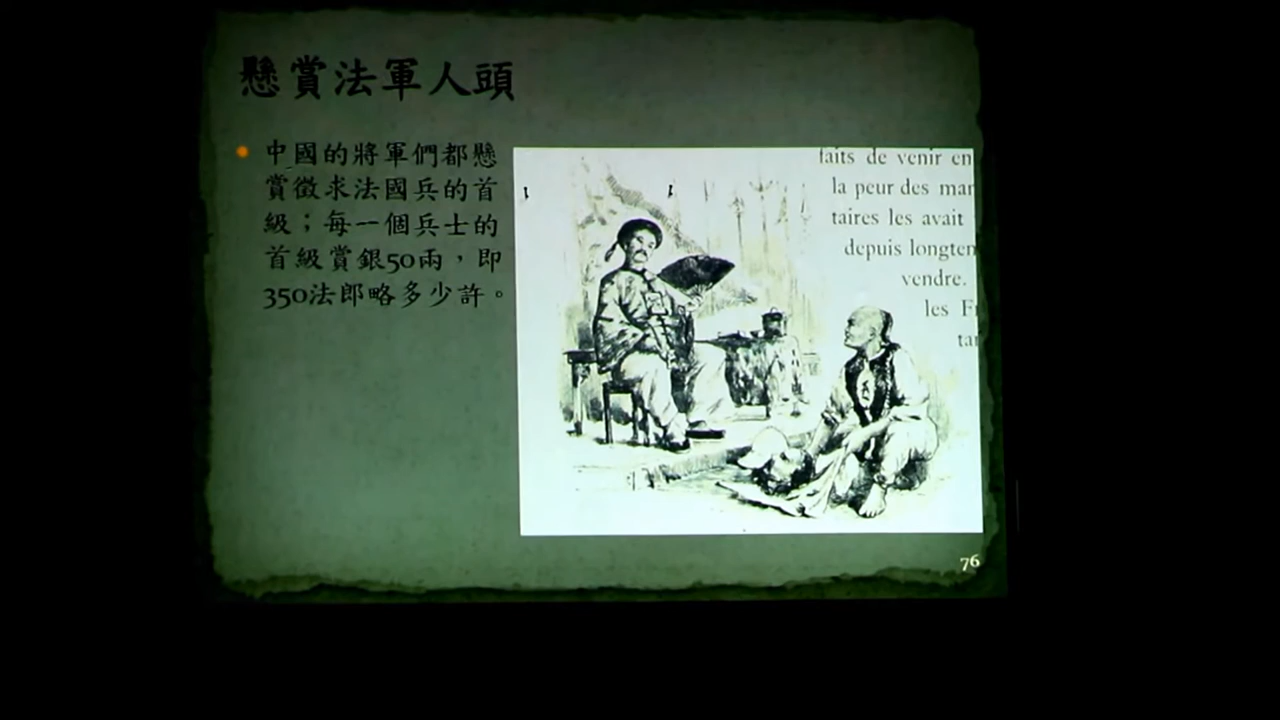 懸賞法軍人頭
中國的將軍們都懸
賞徵求法國兵的首
級；每一個兵士的
首級賞銀50兩，即
350法郎略多少許。
faits de venir en
la peur des mar
taires les avait
depuis longtem
vendre.
les Fr
tar
76